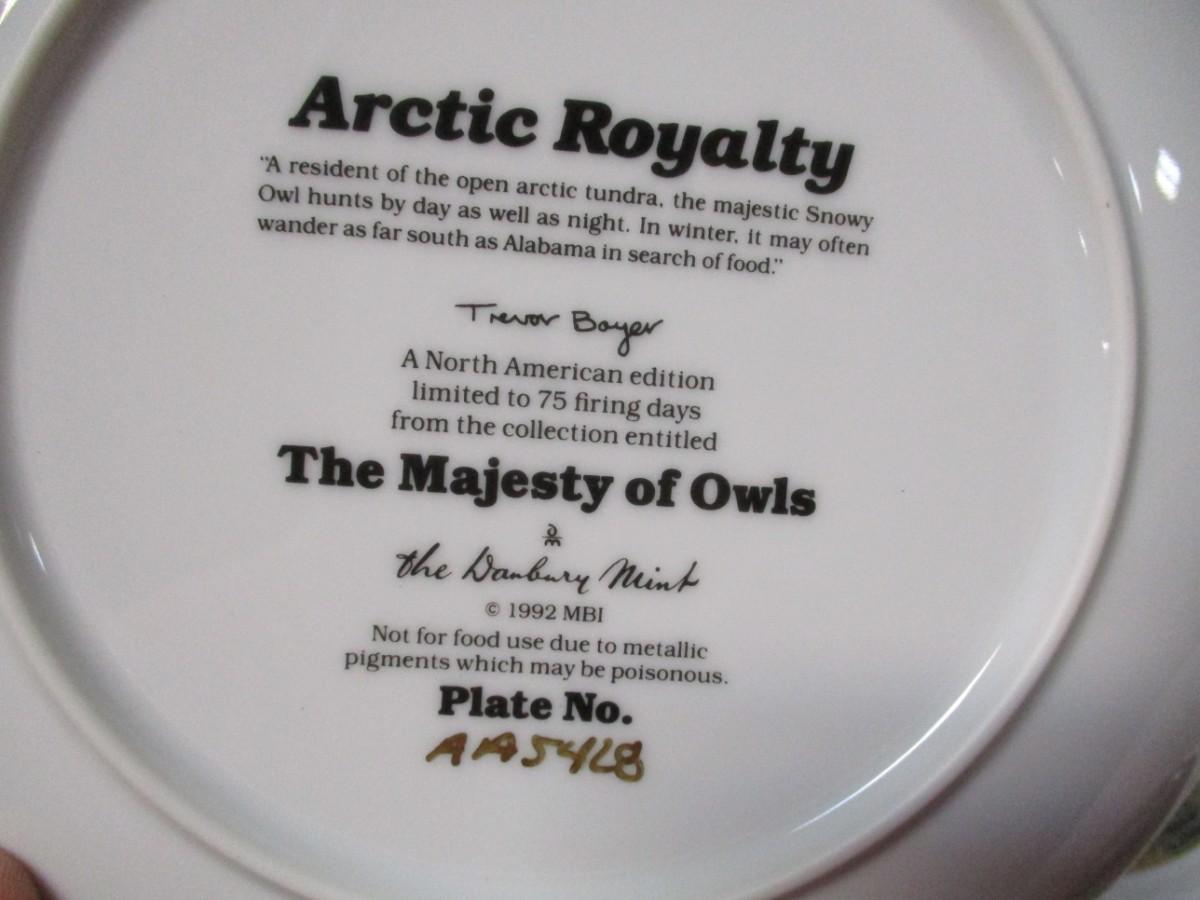 Arctic Royalty
"A resident of the open arctic tundra, the majestic Snowy
Owl hunts by day as well as night. In winter, it may often
wander as far south as Alabama in search of food."
Trevor Boyer
A North American edition
limited to 75 firing days
from the collection entitled
The Majesty of Owls
the Danbury Mint
© 1992 MBI
Not for food use due to metallic
pigments which may be poisonous.
Plate No.